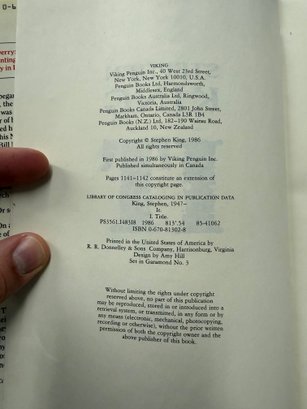 VIKING
Viking Penguin Inc., 40 West 23rd Street,
New York, New York 10010, U.S.A.
Penguin Books Ltd, Harmondsworth,
Middlesex, England
Penguin Books Australia Ltd, Ringwood,
Victoria, Australia
Penguin Books Canada Limited, 2801 John Street,
Markham, Ontario, Canada L3R 1B4
Penguin Books (N.Z.) Ltd, 182–190 Wairau Road,
Auckland 10, New Zealand
Copyright © Stephen King, 1986
All rights reserved
First published in 1986 by Viking Penguin Inc.
Published simultaneously in Canada
Pages 1141–1142 constitute an extension of
this copyright page.
LIBRARY OF CONGRESS CATALOGING IN PUBLICATION DATA
King, Stephen, 1947–
It.
I. Title.
PS3561.I483I8 1986 813'.54 85-41062
ISBN 0-670-81302-8
Printed in the United States of America by
R. R. Donnelley & Sons Company, Harrisonburg, Virginia
Design by Amy Hill
Set in Garamond No. 3
Without limiting the rights under copyright
reserved above, no part of this publication
may be reproduced, stored in or introduced into a
retrieval system, or transmitted, in any form or by
any means (electronic, mechanical, photocopying,
recording or otherwise), without the prior written
permission of both the copyright owner and the
above publisher of this book.